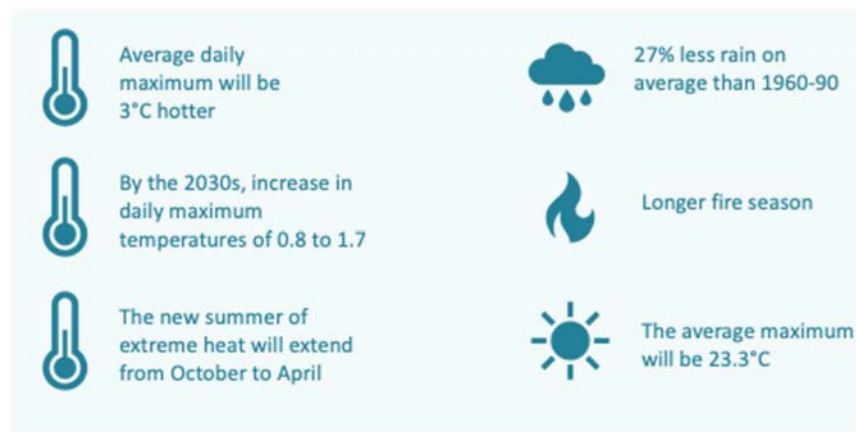 Average daily
maximum will be
3°C hotter
By the 2030s, increase in
daily maximum
temperatures of 0.8 to 1.7
The new summer of
extreme heat will extend
from October to April
27% less rain on
average than 1960-90
Longer fire season
The average maximum
will be 23.3°C